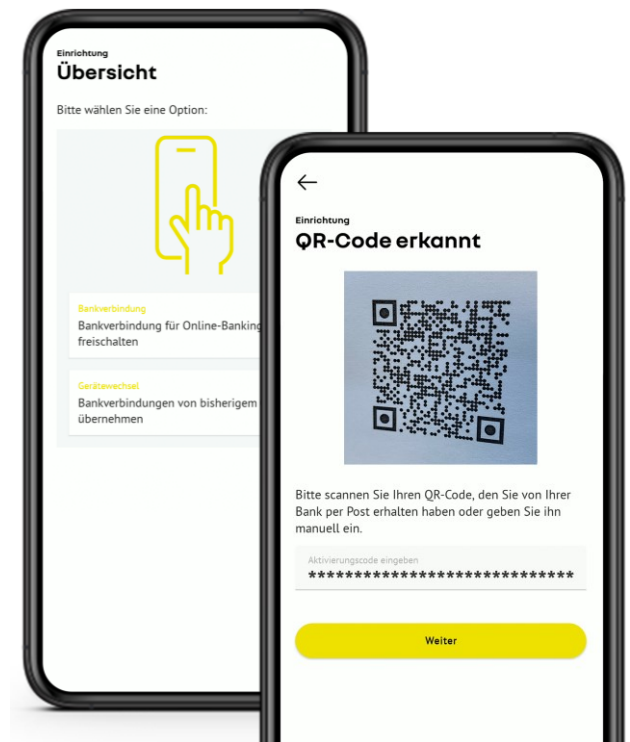 Einrichtung
Übersicht
Bitte wählen Sie eine Option:
Bankverbindung
Bankverbindung für Online-Banking
freischalten
Gerätewechsel
Bankverbindungen von bisherigem
übernehmen
Einrichtung
QR-Code erkannt
Bitte scannen Sie Ihren QR-Code, den Sie von Ihrer
Bank per Post erhalten haben oder geben Sie ihn
manuell ein.
Aktivierungscode eingeben
*****************************
Weiter